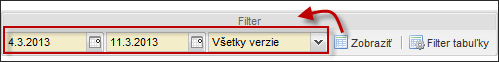 Filter
4.3.2013 11.3.2013 Všetky verzie Zobraziť Filter tabuľky